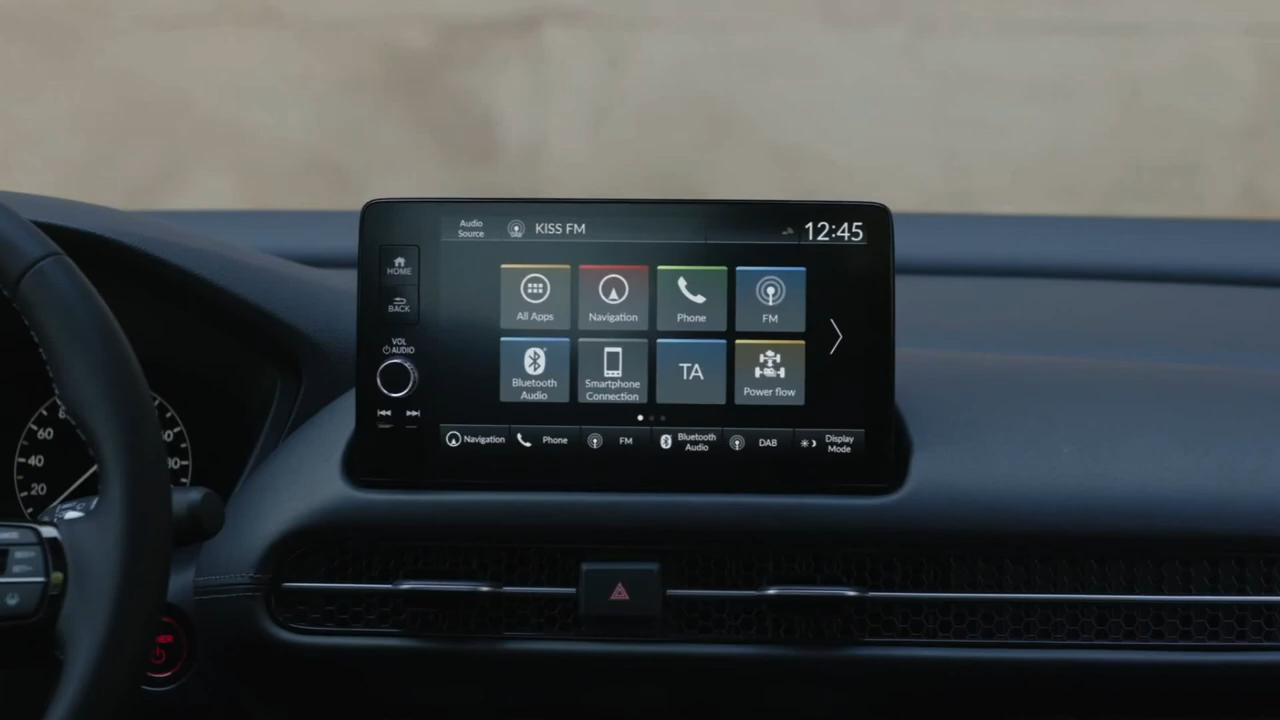 Audio
Source
KISS FM
12:45
HOME
BACK
VOL
AUDIO
All Apps
Navigation
Phone
FM
Bluetooth
Audio
Smartphone
Connection
TA
Power flow
Navigation
Phone
FM
Bluetooth
Audio
DAB
Display
Mode
60
40
20